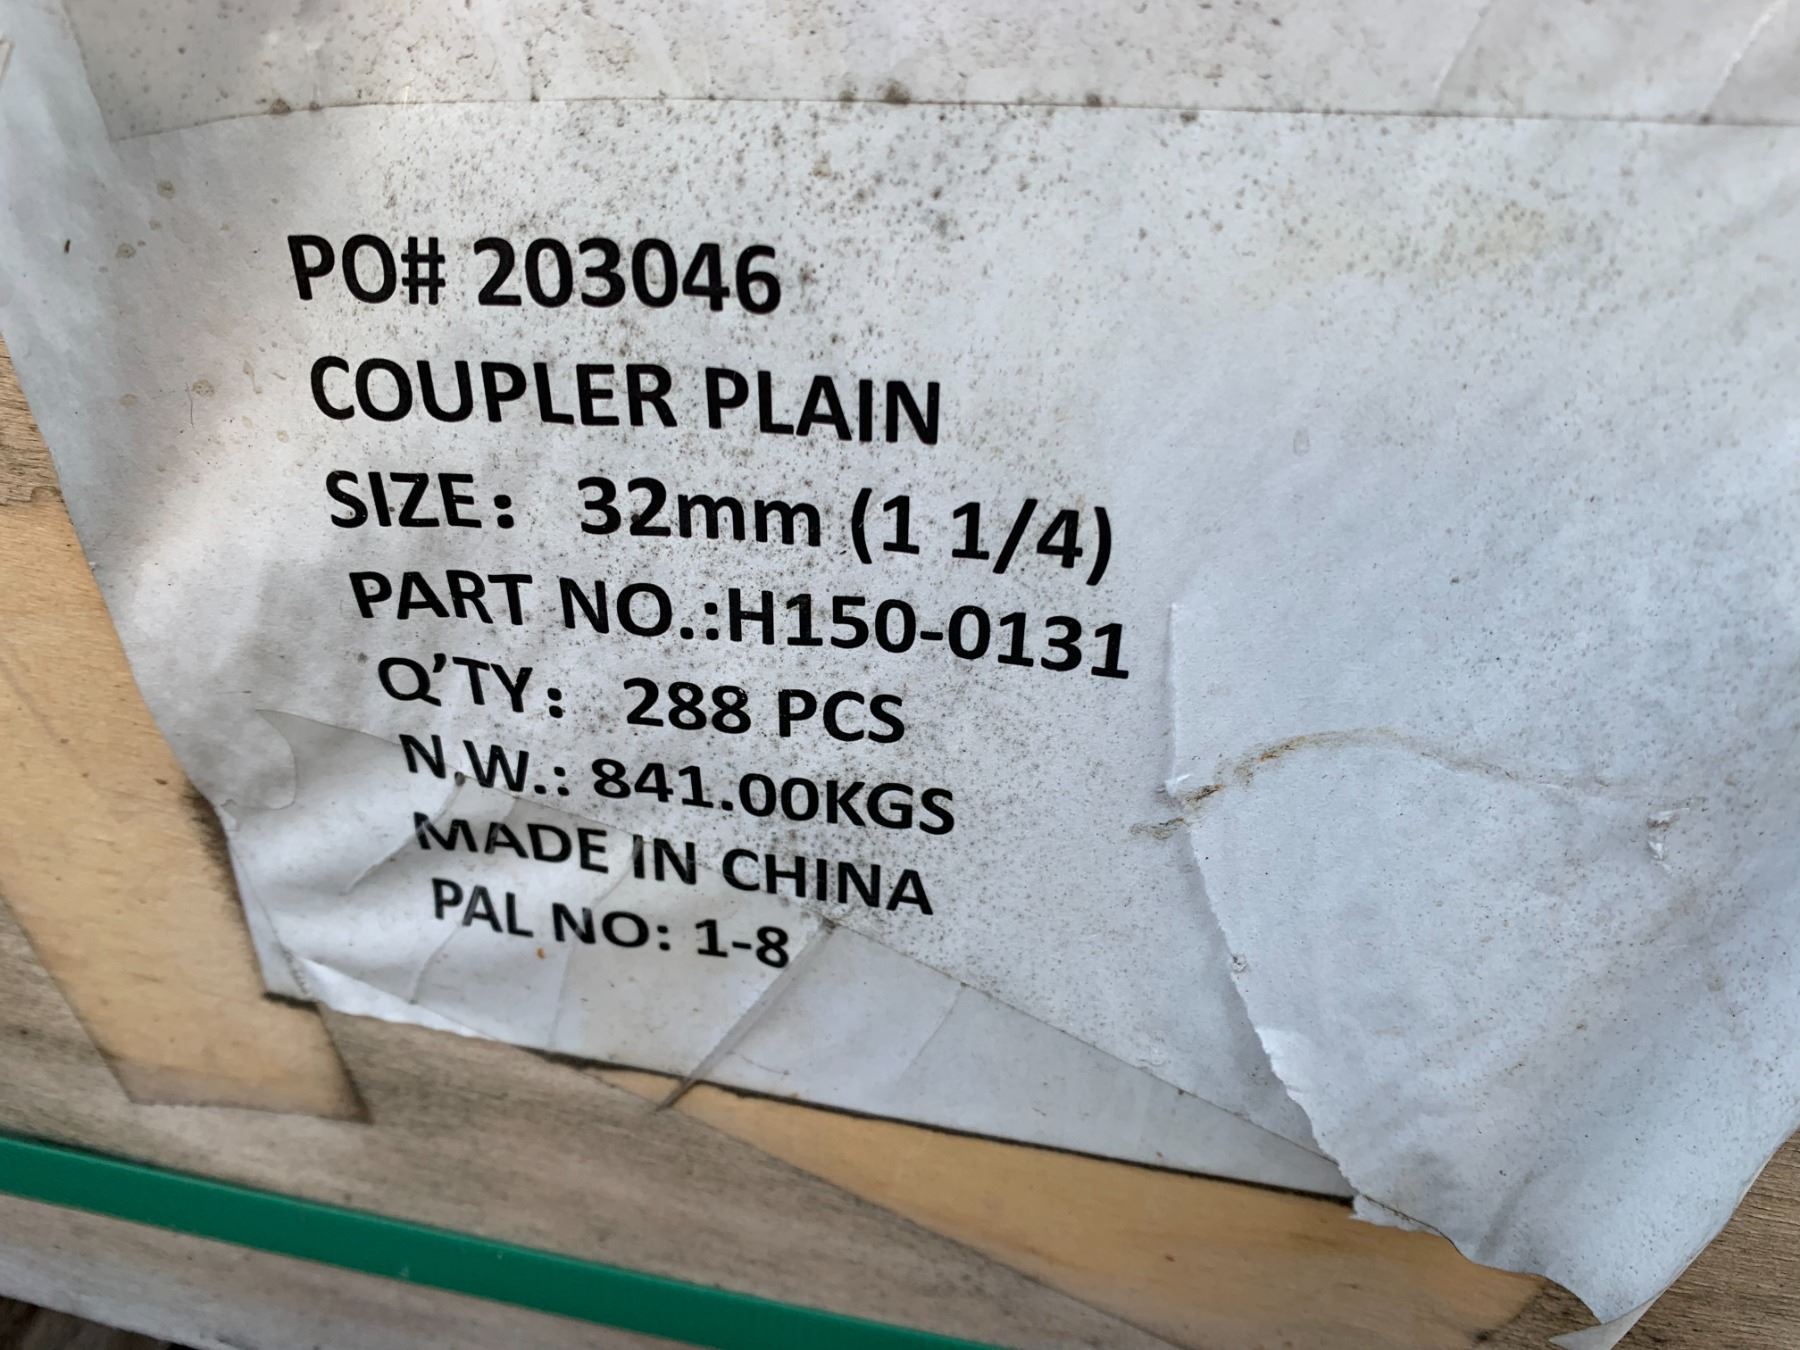 PO# 203046
COUPLER PLAIN
SIZE： 32mm (1 1/4)
PART NO.:H150-0131
Q’TY： 288 PCS
N.W.: 841.00KGS
MADE IN CHINA
PAL NO: 1-8